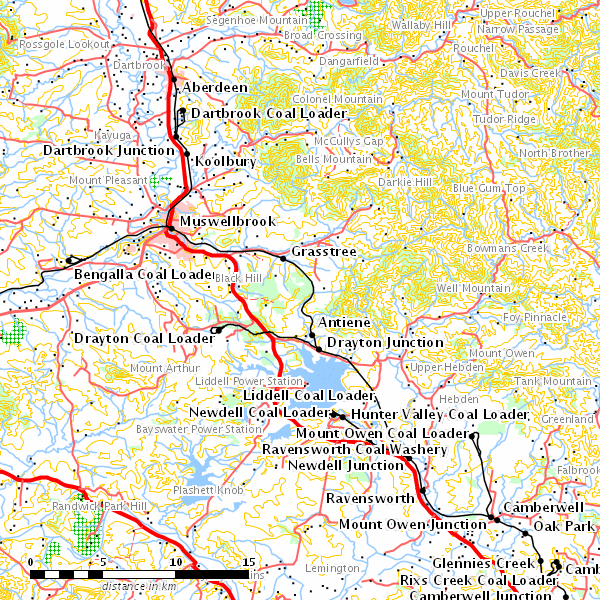 Segenhoe Mountain
Upper Rouchel
Wallaby Hill
Narrow Passage
Broad Crossing
Rossgole Lookout
Rouchel
Dartbrook
Dangarfield
Davis Creek
Aberdeen
Mount Tudor
Colonel Mountain
Dartbrook Coal Loader
Tudor Ridge
Kayuga
McCullys Gap
Dartbrook Junction
Koolbury
Bells Mountain
North Brother
Mount Pleasant
Darkie Hill
Blue Gum Top
Muswellbrook
Grasstree
Bowmans Creek
Bengalla Coal Loader
Black Hill
Well Mountain
Antiene
Foy Pinnacle
Drayton Coal Loader
Drayton Junction
Mount Owen
Mount Arthur
Upper Hebden
Liddell Power Station
Tank Mountain
Liddell Coal Loader
Hebden
Newdell Coal Loader
Hunter Valley Coal Loader
Greenland
Bayswater Power Station
Mount Owen Coal Loader
Ravensworth Coal Washery
Newdell Junction
Falbrook
Plashett Knob
Ravensworth
Randwick Park Hill
Camberwell
Mount Owen Junction
Oak Park
Glennies Creek
0 5 10 15
Lemington
Camb
Rixs Creek Coal Loader
distance in km
ins
Camberwell Junction